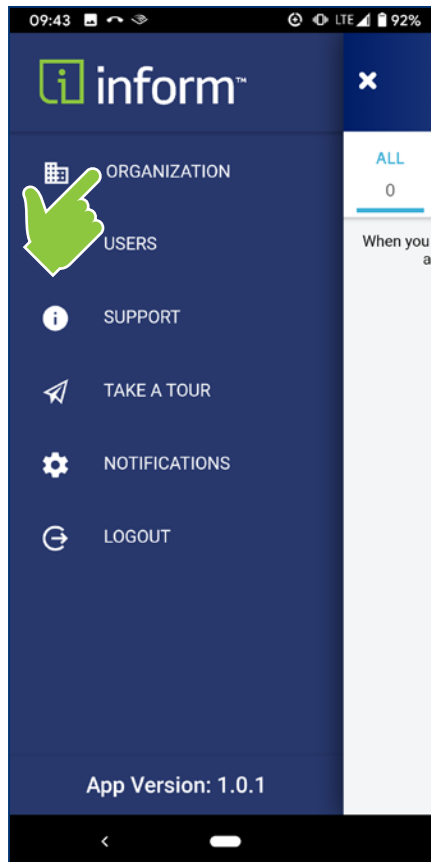 09:43 LTE 92%
inform™
ORGANIZATION
USERS
SUPPORT
TAKE A TOUR
NOTIFICATIONS
LOGOUT
App Version: 1.0.1
ALL
0
When you
a